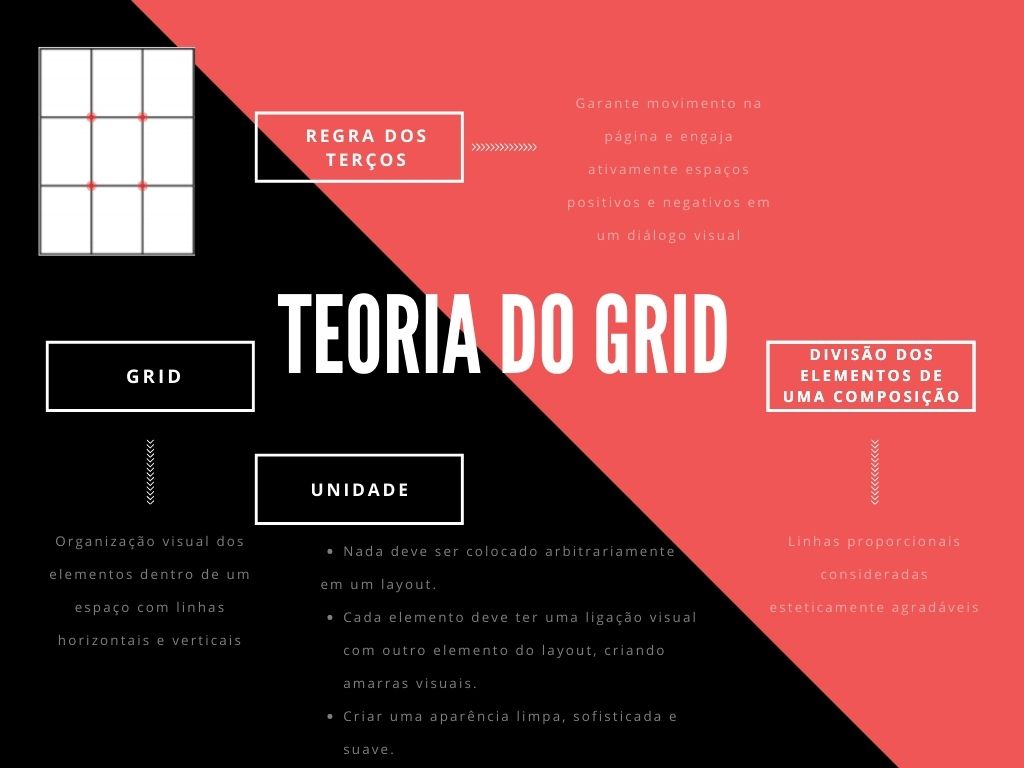 REGRA DOS
TERÇOS
Garante movimento na
página e engaja
ativamente espaços
positivos e negativos em
um diálogo visual
TEORIA DO GRID
GRID
Organização visual dos
elementos dentro de um
espaço com linhas
horizontais e verticais
UNIDADE
• Nada deve ser colocado arbitrariamente
em um layout.
• Cada elemento deve ter uma ligação visual
com outro elemento do layout, criando
amarras visuais.
• Criar uma aparência limpa, sofisticada e
suave.
DIVISÃO DOS
ELEMENTOS DE
UMA COMPOSIÇÃO
Linhas proporcionais
consideradas
esteticamente agradáveis